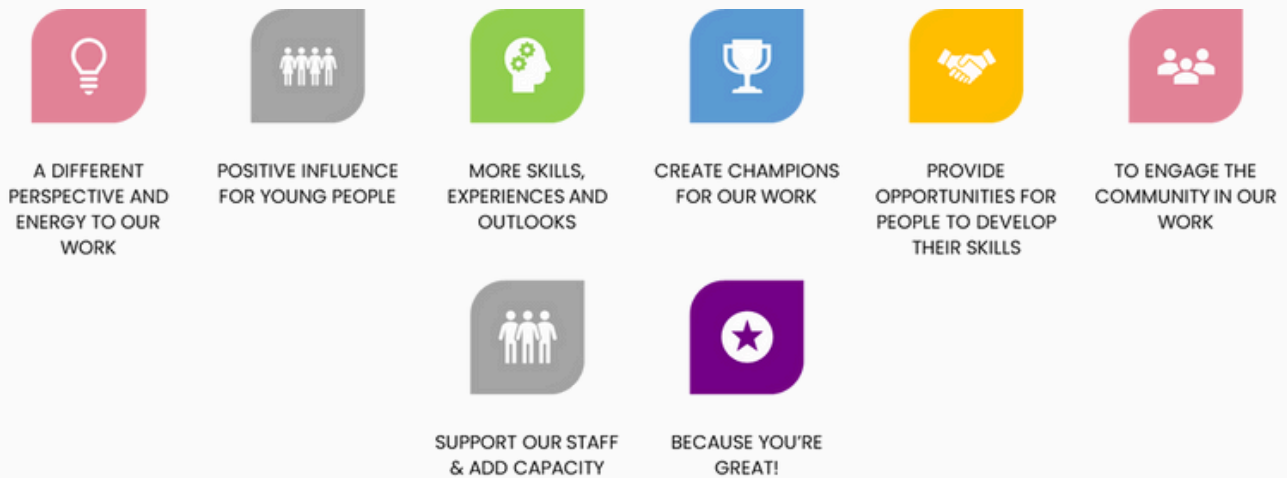 A DIFFERENT
PERSPECTIVE AND
ENERGY TO OUR
WORK
POSITIVE INFLUENCE
FOR YOUNG PEOPLE
MORE SKILLS,
EXPERIENCES AND
OUTLOOKS
CREATE CHAMPIONS
FOR OUR WORK
PROVIDE
OPPORTUNITIES FOR
PEOPLE TO DEVELOP
THEIR SKILLS
TO ENGAGE THE
COMMUNITY IN OUR
WORK
SUPPORT OUR STAFF
& ADD CAPACITY
BECAUSE YOU’RE
GREAT!